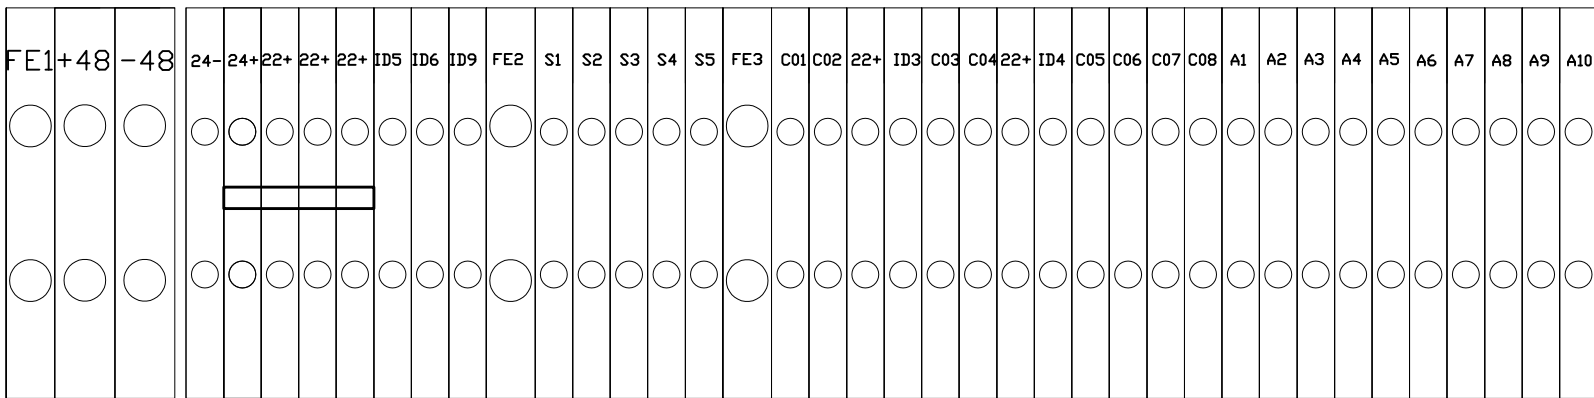 FE1 +48 -48 24- 24+ 22+ 22+ 22+ ID5 ID6 ID9 FE2 S1 S2 S3 S4 S5 FE3 C01 C02 22+ ID3 C03 C04 22+ ID4 C05 C06 C07 C08 A1 A2 A3 A4 A5 A6 A7 A8 A9 A10